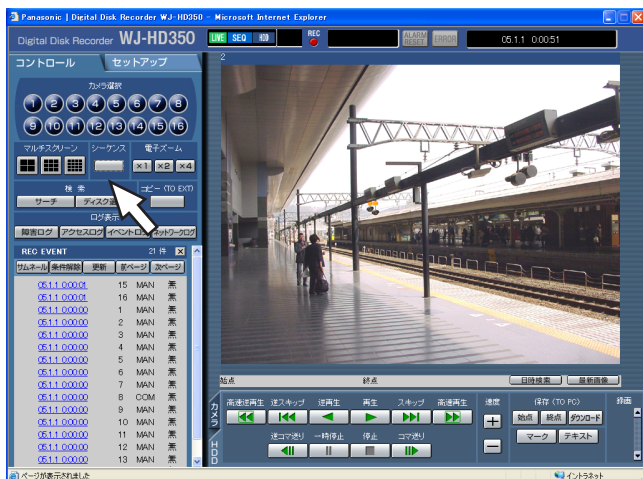 Panasonic | Digital Disk Recorder WJ-HD350 - Microsoft Internet Explorer
Digital Disk Recorder WJ-HD350
LIVE SEQ HDD
REC
ALARM RESET
ERROR
05.1.1 0:00:51
コントロール
セットアップ
2
カメラ選択
1 2 3 4 5 6 7 8
9 10 11 12 13 14 15 16
マルチスクリーン
シーケンス
電子ズーム
×1 ×2 ×4
検索
コピー (TO EXT)
サーチ
ディスク
ログ表示
障害ログ アクセスログ イベントログ ネットワークログ
REC EVENT 21 件 X
サムネール 条件解除 更新 前ページ 次ページ
05.1.1 0:00:01 15 MAN 無
05.1.1 0:00:01 16 MAN 無
05.1.1 0:00:00 1 MAN 無
05.1.1 0:00:00 2 MAN 無
05.1.1 0:00:00 3 MAN 無
05.1.1 0:00:00 4 MAN 無
05.1.1 0:00:00 5 MAN 無
05.1.1 0:00:00 6 MAN 無
05.1.1 0:00:00 7 MAN 無
05.1.1 0:00:00 8 COM 無
05.1.1 0:00:00 9 MAN 無
05.1.1 0:00:00 10 MAN 無
05.1.1 0:00:00 11 MAN 無
05.1.1 0:00:00 12 MAN 無
05.1.1 0:00:00 13 MAN 無
始点
終点
日時検索
最新画像
カメラ
HDD
高速逆再生 逆スキップ 逆再生 再生 スキップ 高速再生
逆コマ送り 一時停止 停止 コマ送り
速度
+
−
保存 (TO PC)
始点 終点 ダウンロード
マーク テキスト
録画
ページが表示されました
イントラネット